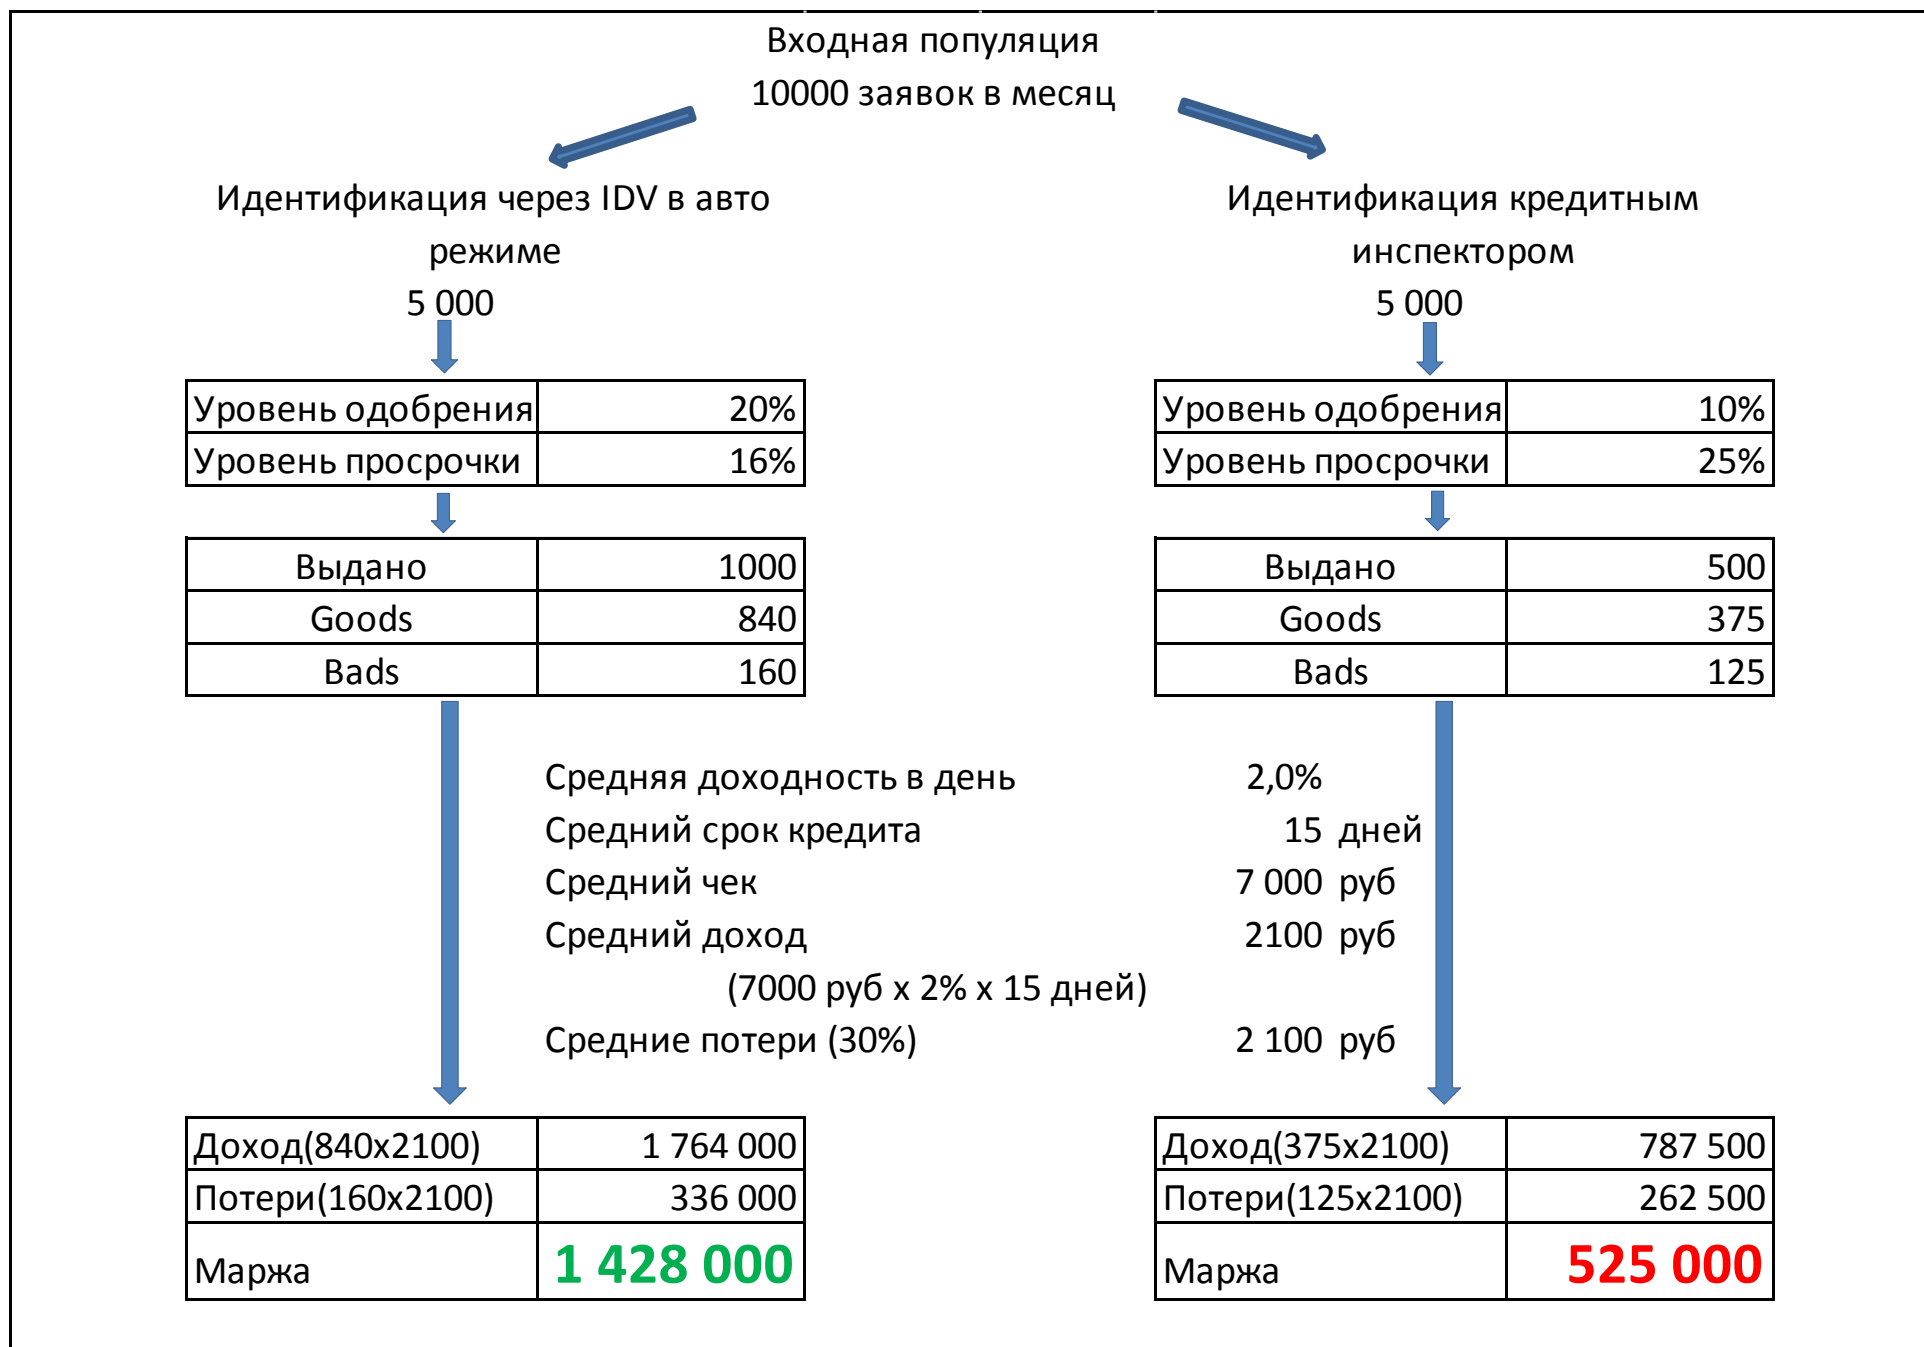 Входная популяция
10000 заявок в месяц
Идентификация через IDV в авто
режиме
5 000
Идентификация кредитным
инспектором
5 000
Уровень одобрения 20%
Уровень просрочки 16%
Уровень одобрения 10%
Уровень просрочки 25%
Выдано 1000
Goods 840
Bads 160
Выдано 500
Goods 375
Bads 125
Средняя доходность в день 2,0%
Средний срок кредита 15 дней
Средний чек 7 000 руб
Средний доход 2100 руб
(7000 руб х 2% х 15 дней)
Средние потери (30%) 2 100 руб
Доход(840х2100) 1 764 000
Потери(160х2100) 336 000
Маржа 1 428 000
Доход(375х2100) 787 500
Потери(125х2100) 262 500
Маржа 525 000